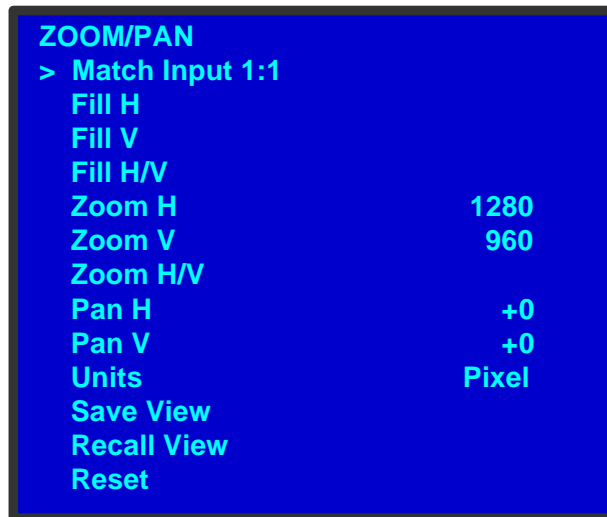 ZOOM/PAN
> Match Input 1:1
Fill H
Fill V
Fill H/V
Zoom H 1280
Zoom V 960
Zoom H/V
Pan H +0
Pan V +0
Units Pixel
Save View
Recall View
Reset